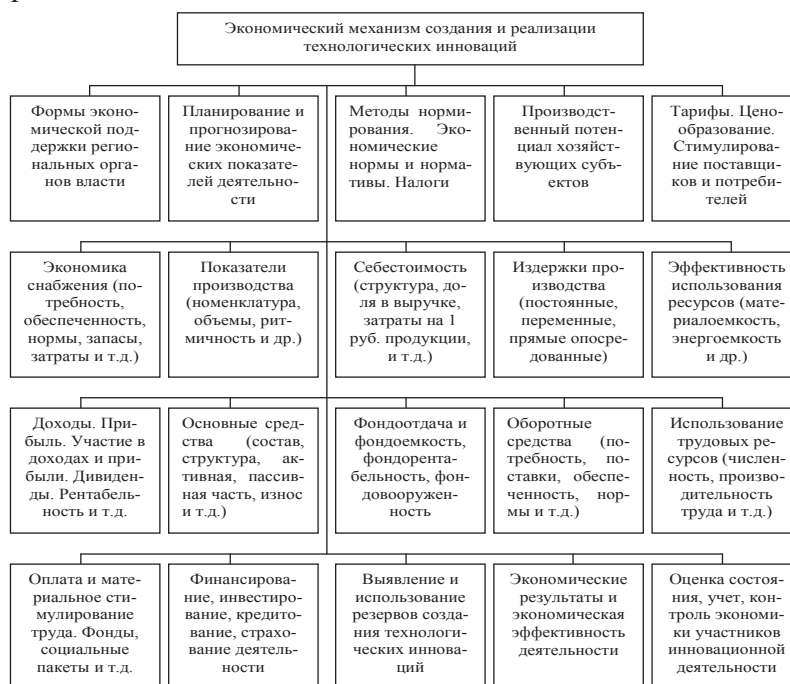 Экономический механизм создания и реализации
технологических инноваций
Формы эконо-
мической под-
держки регио-
нальных орга-
нов власти
Планирование и
прогнозирова-
ние экономиче-
ских показате-
лей деятельно-
сти
Методы норми-
рования. Эко-
номические
нормы и норма-
тивы. Налоги
Производст-
венный потен-
циал хозяйст-
вующих субъ-
ектов
Тарифы. Цено-
образование.
Стимулирова-
ние поставщи-
ков и потреби-
телей
Экономика
снабжения (по-
требность,
обеспеченность,
нормы, запасы,
затраты и т.д.)
Показатели
производства
(номенклатура,
объемы, рит-
мичность и др.)
Себестоимость
(структура, до-
ля в выручке,
затраты на 1
руб. продукции,
и т.д.)
Издержки про-
изводства
(постоянные,
переменные,
прямые опосре-
дованные)
Эффективность
использования
ресурсов (мате-
риалоемкость,
энергоемкость
и др.)
Доходы. При-
быль. Участие в
доходах и при-
были. Дивиден-
ды. Рентабель-
ность и т.д.
Основные сред-
ства (состав,
структура, ак-
тивная, пассив-
ная часть, износ
и т.д.)
Фондоотдача и
фондоемкость,
фондорента-
бельность, фон-
довооружен-
ность
Оборотные
средства (по-
требность, по-
ставки, обеспе-
ченность, нор-
мы и т.д.)
Использование
трудовых ре-
сурсов (числен-
ность, произво-
дительность
труда и т.д.)
Оплата и мате-
риальное сти-
мулирование
труда. Фонды,
социальные
пакеты и т.д.
Финансирова-
ние, инвестиро-
вание, кредито-
вание, страхо-
вание деятель-
ности
Выявление и
использование
резервов созда-
ния технологи-
ческих иннова-
ций
Экономические
результаты и
экономическая
эффективность
деятельности
Оценка состоя-
ния, учет, кон-
троль экономи-
ки участников
инновационной
деятельности